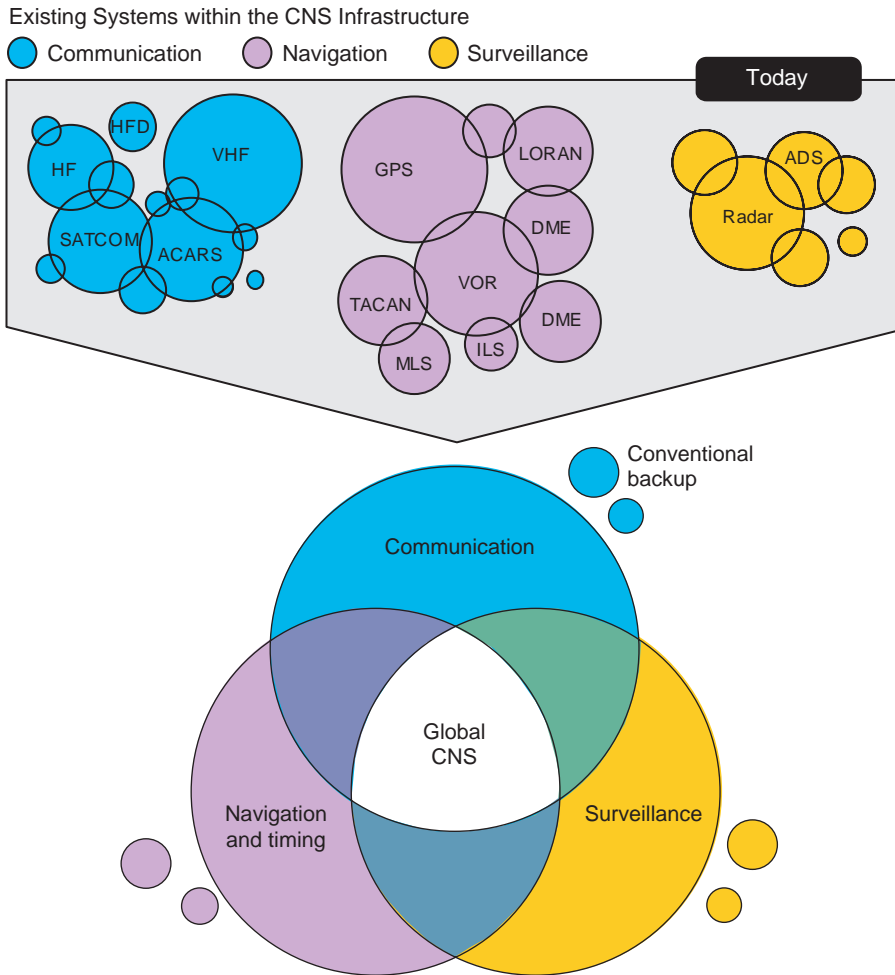 Existing Systems within the CNS Infrastructure
Communication
Navigation
Surveillance
Today
HFD
HF
VHF
SATCOM
ACARS
GPS
LORAN
DME
VOR
TACAN
DME
MLS
ILS
ADS
Radar
Conventional
backup
Communication
Global
CNS
Navigation
and timing
Surveillance